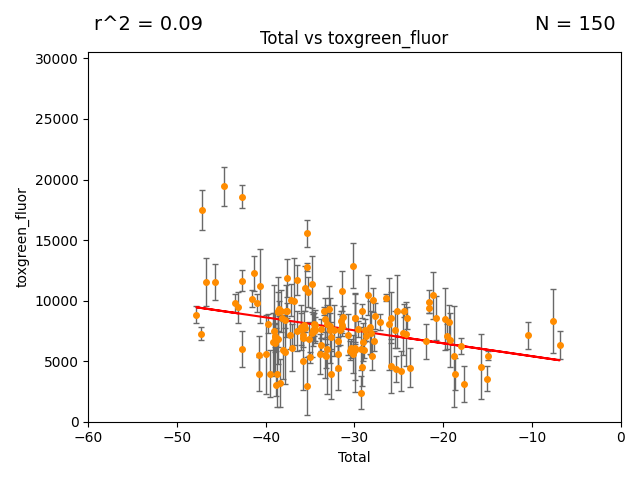 r^2 = 0.09
N = 150
Total vs toxgreen_fluor
30000
25000
20000
15000
10000
5000
0
toxgreen_fluor
−60
−50
−40
−30
−20
−10
0
Total